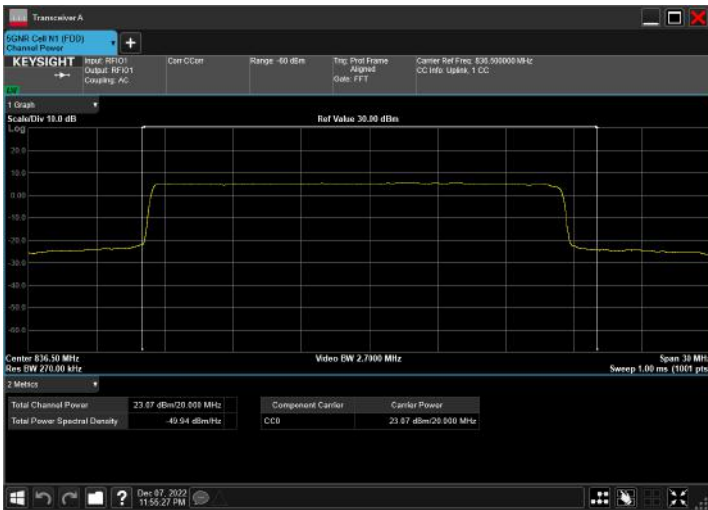 Transceiver A
5GNR Cell N1 (FDD)
Channel Power
KEYSIGHT
Input: RFIO1
Output: RFIO1
Coupling: AC
Corr CCorr
Range: -60 dBm
Trig: Prot Frame
Aligned
Gate: FFT
Carrier Ref Freq: 836.500000 MHz
CC Info: Uplink, 1 CC
1 Graph
Scale/Div 10.0 dB
Ref Value 30.00 dBm
Log
20.0
10.0
0.00
-10.0
-20.0
-30.0
-40.0
-50.0
-60.0
Center 836.50 MHz
Video BW 2.7000 MHz
Span 30 MHz
Res BW 270.00 kHz
Sweep 1.00 ms (1001 pts
2 Metrics
Total Channel Power 23.07 dBm/20.000 MHz
Total Power Spectral Density -49.94 dBm/Hz
Component Carrier Carrier Power
CC0 23.07 dBm/20.000 MHz
Dec 07, 2022
11:55:27 PM